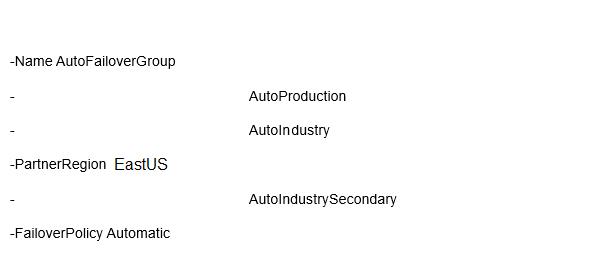 -Name AutoFailoverGroup
- AutoProduction
- AutoIndustry
-PartnerRegion EastUS
- AutoIndustrySecondary
-FailoverPolicy Automatic